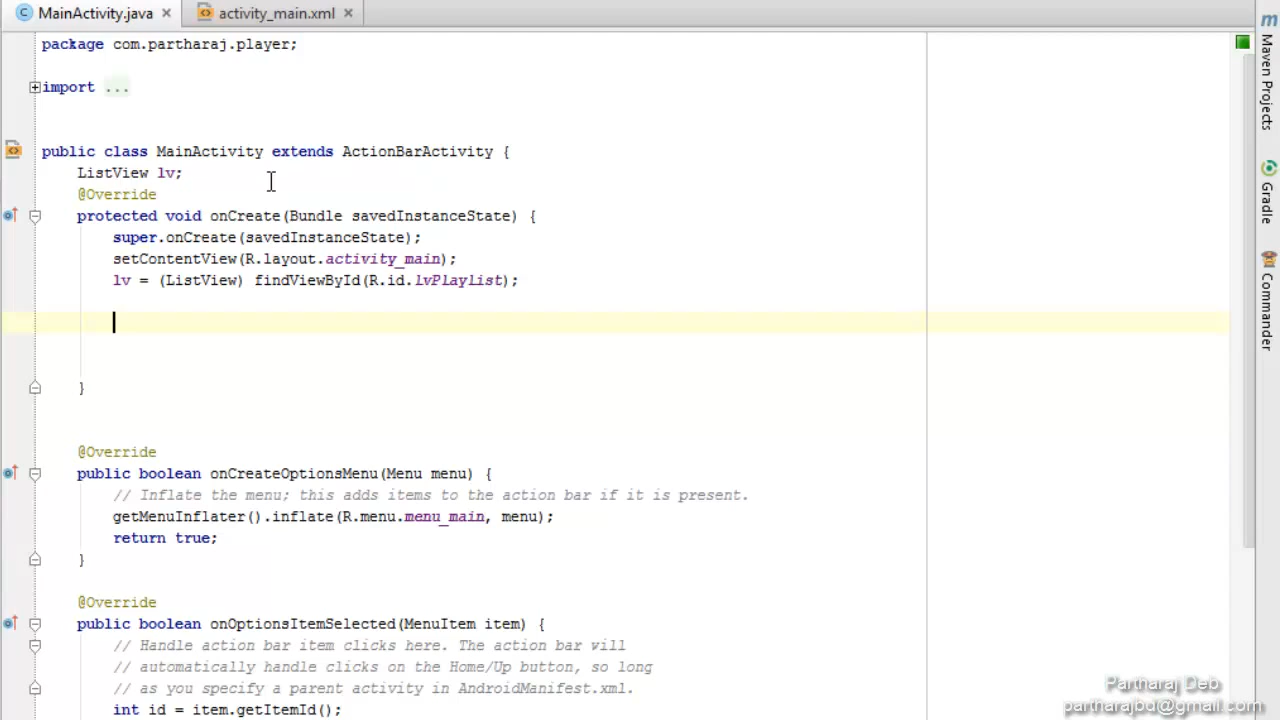 MainActivity.java
activity_main.xml
package com.partharaj.player;
import ...
public class MainActivity extends ActionBarActivity {
ListView lv;
@Override
protected void onCreate(Bundle savedInstanceState) {
super.onCreate(savedInstanceState);
setContentView(R.layout.activity_main);
lv = (ListView) findViewById(R.id.lvPlaylist);
}
@Override
public boolean onCreateOptionsMenu(Menu menu) {
// Inflate the menu; this adds items to the action bar if it is present.
getMenuInflater().inflate(R.menu.menu_main, menu);
return true;
}
@Override
public boolean onOptionsItemSelected(MenuItem item) {
// Handle action bar item clicks here. The action bar will
// automatically handle clicks on the Home/Up button, so long
// as you specify a parent activity in AndroidManifest.xml.
int id = item.getItemId();
Maven Projects
Gradle
Commander
Partharaj Deb
partharajbd@gmail.com